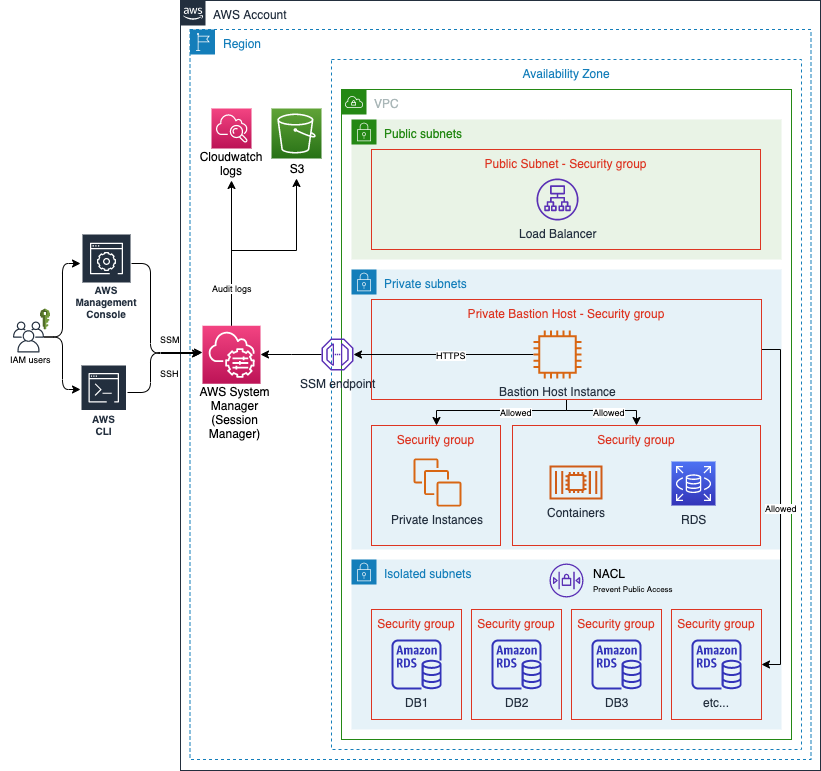 aws
AWS Account
Region
Availability Zone
VPC
Public subnets
Public Subnet - Security group
Load Balancer
Cloudwatch
logs
S3
Audit logs
AWS
Management
Console
IAM users
AWS
CLI
SSM
SSH
AWS System
Manager
(Session
Manager)
SSM endpoint
HTTPS
Private subnets
Private Bastion Host - Security group
Bastion Host Instance
Allowed
Allowed
Security group
Private Instances
Security group
Containers
RDS
Allowed
Isolated subnets
NACL
Prevent Public Access
Security group
Amazon
RDS
DB1
Security group
Amazon
RDS
DB2
Security group
Amazon
RDS
DB3
Security group
Amazon
RDS
etc...